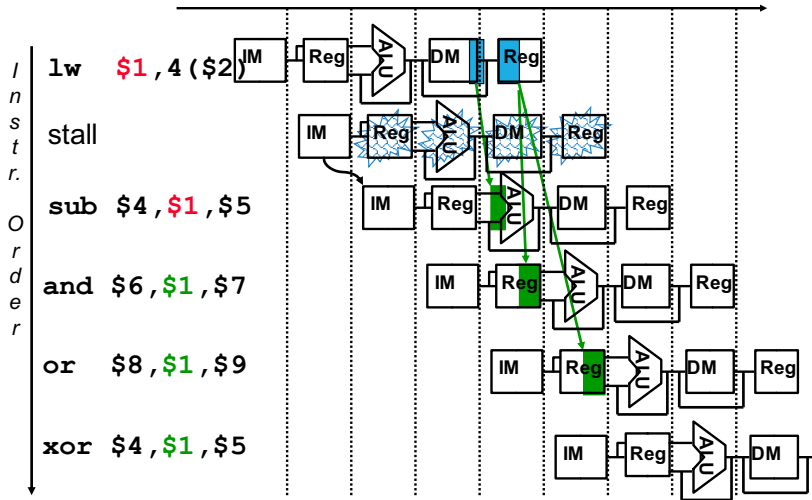 Instr. Order
lw $1,4($2)
IM Reg ALU DM Reg
stall
IM Reg ALU DM Reg
sub $4,$1,$5
IM Reg ALU DM Reg
and $6,$1,$7
IM Reg ALU DM Reg
or $8,$1,$9
IM Reg ALU DM Reg
xor $4,$1,$5
IM Reg ALU DM